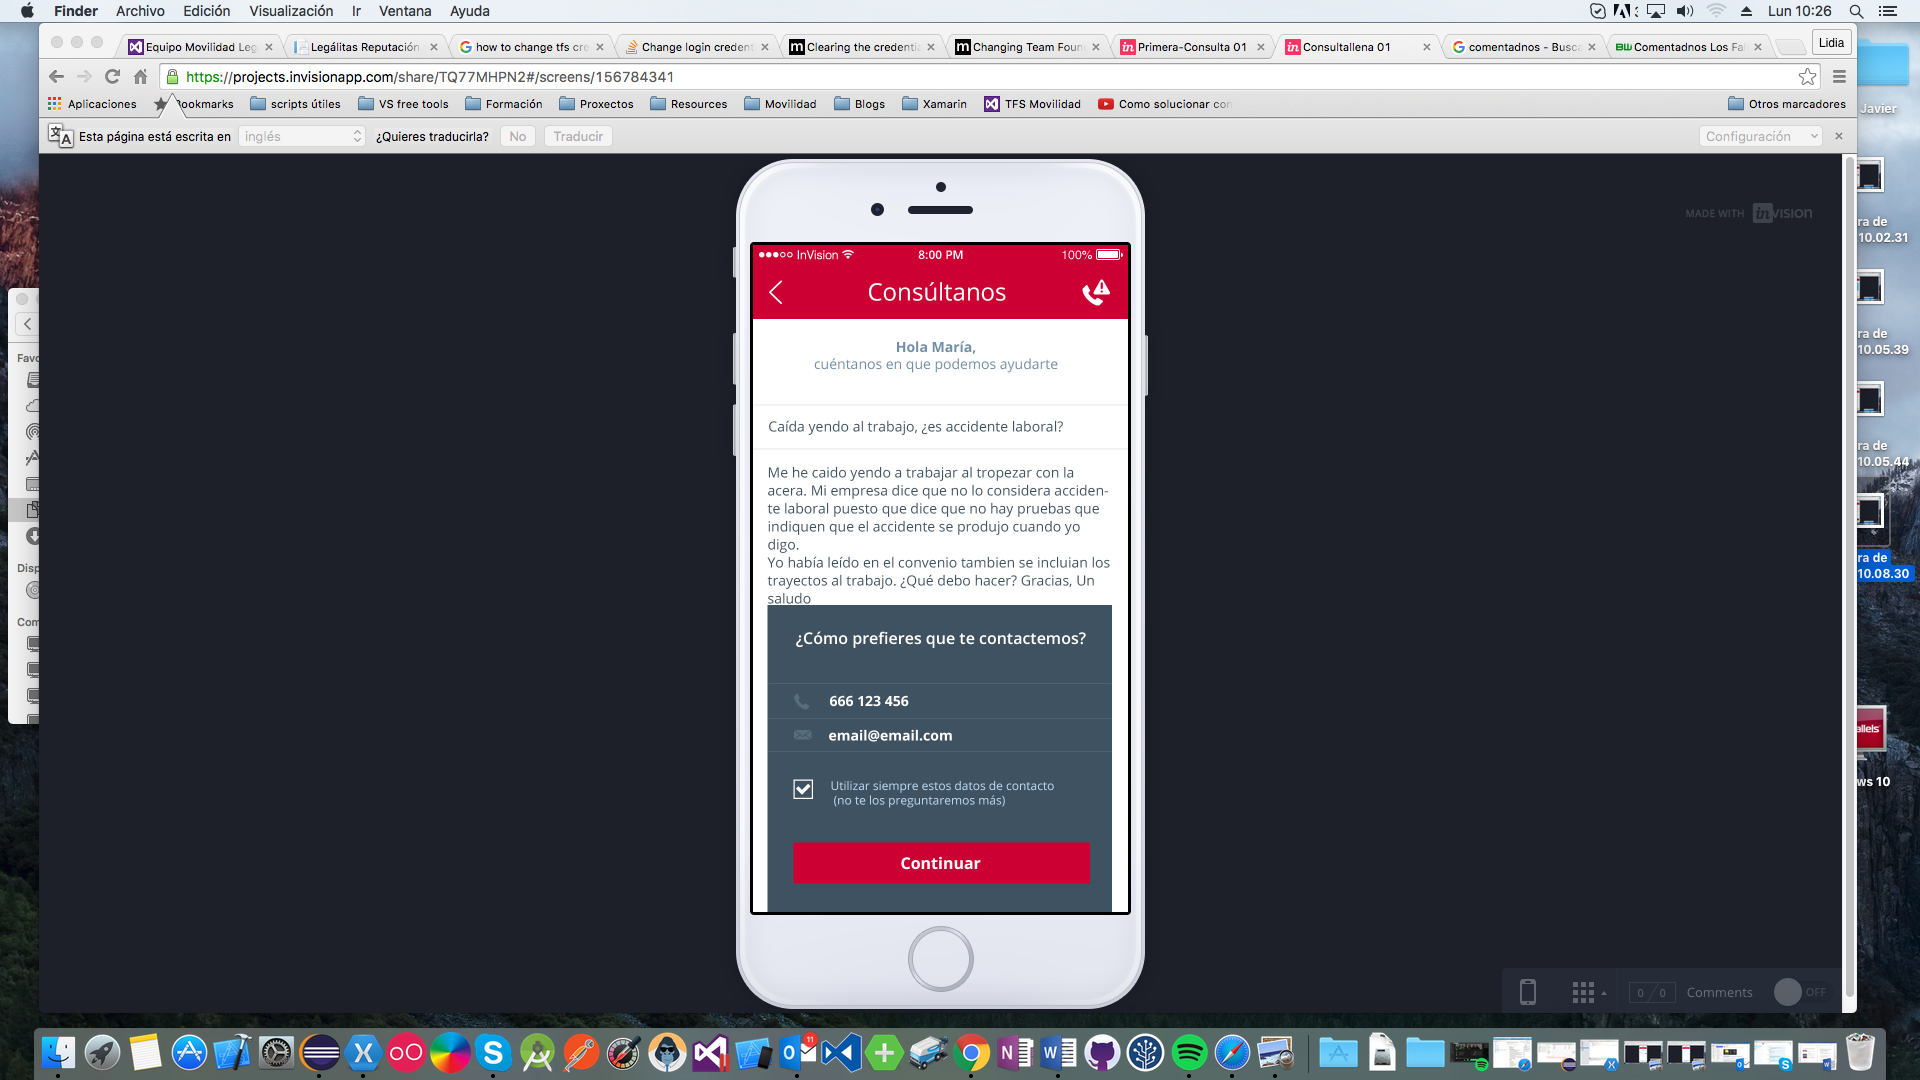 Finder Archivo Edición Visualización Ir Ventana Ayuda
Lun 10:26
Equipo Movilidad Leg
Legálitas Reputación
how to change tfs cre
Change login credent
Clearing the credentia
Changing Team Foun
Primera-Consulta 01
Consultallena 01
comentadnos - Busca
Comentadnos Los Fa
Lidia
https://projects.invisionapp.com/share/TQ77MHPN2#/screens/156784341
Aplicaciones
Bookmarks
scripts útiles
VS free tools
Formación
Proxectos
Resources
Movilidad
Blogs
Xamarin
TFS Movilidad
Como solucionar con
Otros marcadores
Esta página está escrita en inglés ¿Quieres traducirla? No Traducir
Configuración
Javier
MADE WITH inVISION
InVision 8:00 PM 100%
Consúltanos
Hola María,
cuéntanos en que podemos ayudarte
Caída yendo al trabajo, ¿es accidente laboral?
Me he caido yendo a trabajar al tropezar con la
acera. Mi empresa dice que no lo considera acciden-
te laboral puesto que dice que no hay pruebas que
indiquen que el accidente se produjo cuando yo
digo.
Yo había leído en el convenio tambien se incluian los
trayectos al trabajo. ¿Qué debo hacer? Gracias, Un
saludo
¿Cómo prefieres que te contactemos?
666 123 456
email@email.com
Utilizar siempre estos datos de contacto
(no te los preguntaremos más)
Continuar
0 / 0 Comments OFF
Favo
Disp
Com
ra de
10.02.31
ra de
10.05.39
ra de
10.05.44
ra de
10.08.30
allels
ws 10
11